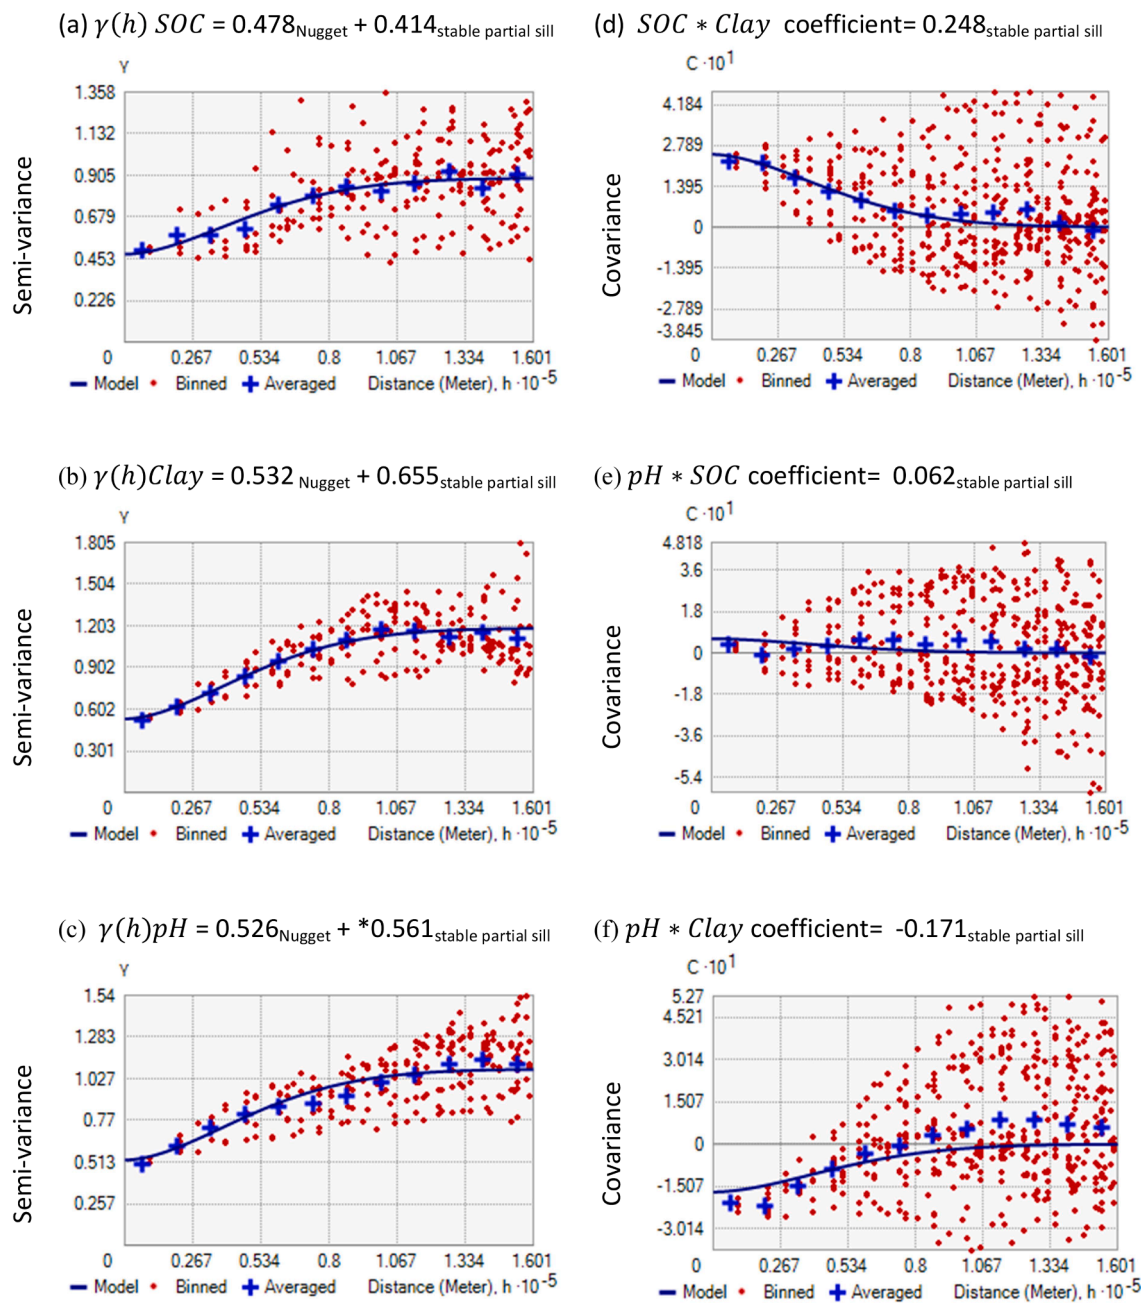 (a) γ(h) SOC = 0.478Nugget + 0.414stable partial sill
Υ
1.358
1.132
0.905
0.679
0.453
0.226
Semi-variance
0 0.267 0.534 0.8 1.067 1.334 1.601
Model Binned Averaged Distance (Meter), h ·10-5
(d) SOC * Clay coefficient= 0.248stable partial sill
C ·101
4.184
2.789
1.395
0
-1.395
-2.789
-3.845
Covariance
0 0.267 0.534 0.8 1.067 1.334 1.601
Model Binned Averaged Distance (Meter), h ·10-5
(b) γ(h)Clay = 0.532 Nugget + 0.655stable partial sill
Υ
1.805
1.504
1.203
0.902
0.602
0.301
Semi-variance
0 0.267 0.534 0.8 1.067 1.334 1.601
Model Binned Averaged Distance (Meter), h ·10-5
(e) pH * SOC coefficient= 0.062stable partial sill
C ·101
4.818
3.6
1.8
0
-1.8
-3.6
-5.4
Covariance
0 0.267 0.534 0.8 1.067 1.334 1.601
Model Binned Averaged Distance (Meter), h ·10-5
(c) γ(h)pH = 0.526Nugget + *0.561stable partial sill
Υ
1.54
1.283
1.027
0.77
0.513
0.257
Semi-variance
0 0.267 0.534 0.8 1.067 1.334 1.601
Model Binned Averaged Distance (Meter), h ·10-5
(f) pH * Clay coefficient= -0.171stable partial sill
C ·101
5.27
4.521
3.014
1.507
0
-1.507
-3.014
Covariance
0 0.267 0.534 0.8 1.067 1.334 1.601
Model Binned Averaged Distance (Meter), h ·10-5